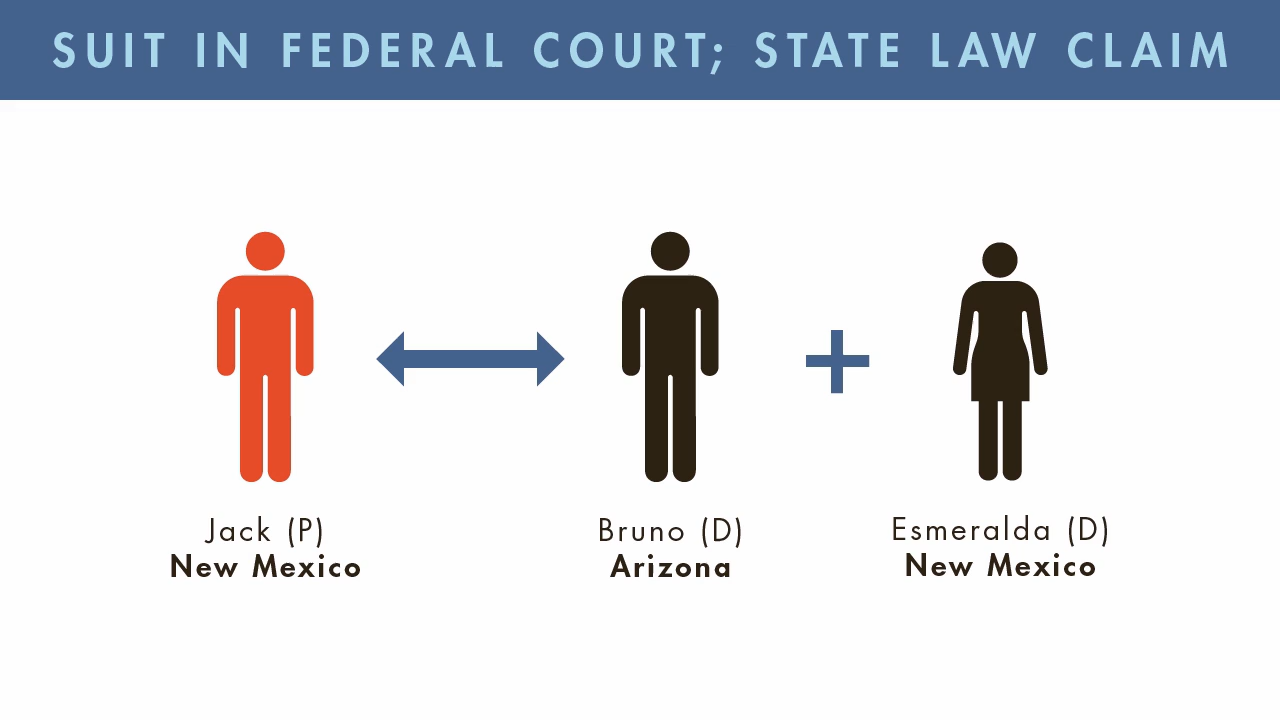 SUIT IN FEDERAL COURT; STATE LAW CLAIM
Jack (P)
New Mexico
Bruno (D)
Arizona
Esmeralda (D)
New Mexico